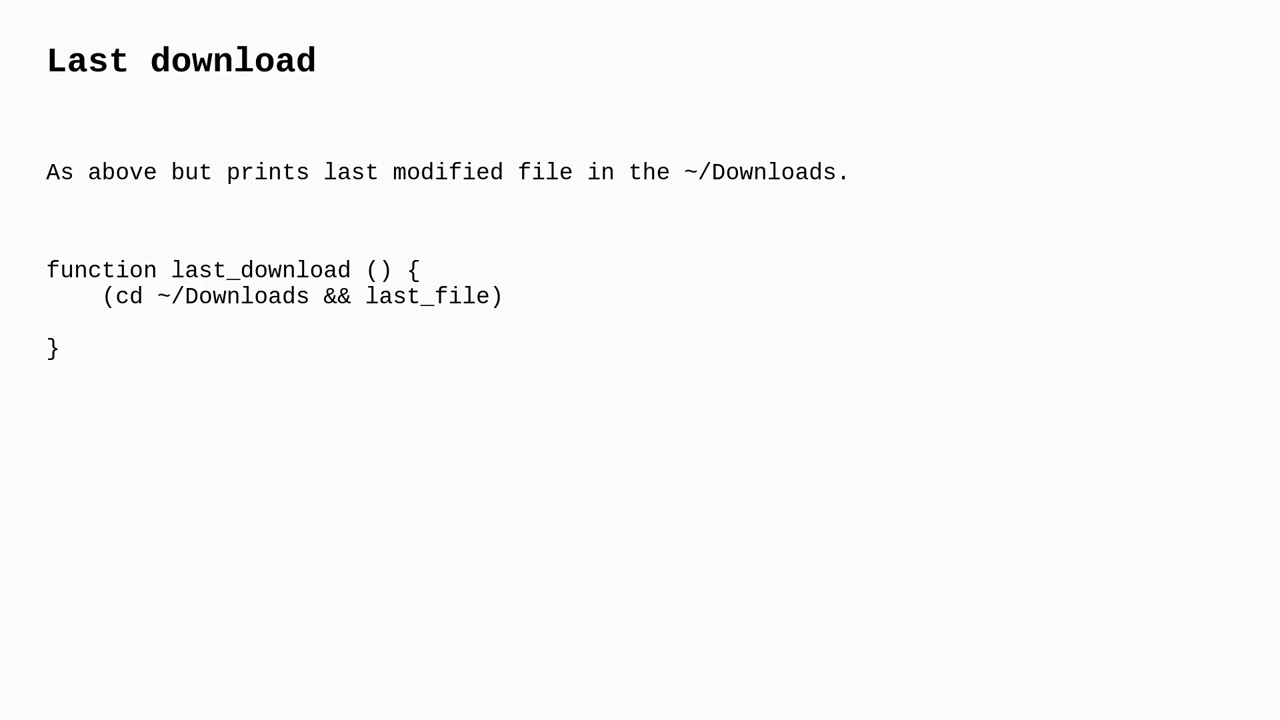 Last download
As above but prints last modified file in the ~/Downloads.
function last_download () {
    (cd ~/Downloads && last_file)
}